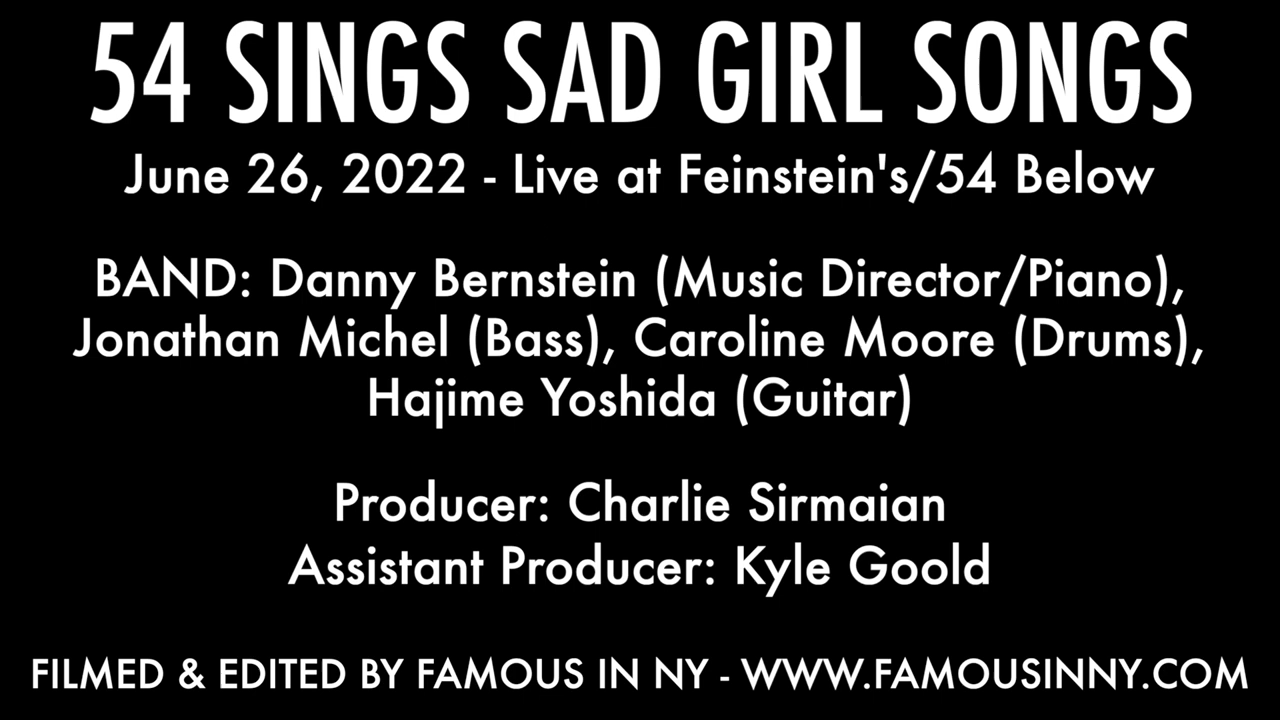 54 SINGS SAD GIRL SONGS
June 26, 2022 - Live at Feinstein's/54 Below
BAND: Danny Bernstein (Music Director/Piano),
Jonathan Michel (Bass), Caroline Moore (Drums),
Hajime Yoshida (Guitar)
Producer: Charlie Sirmaian
Assistant Producer: Kyle Goold
FILMED & EDITED BY FAMOUS IN NY - WWW.FAMOUSINNY.COM